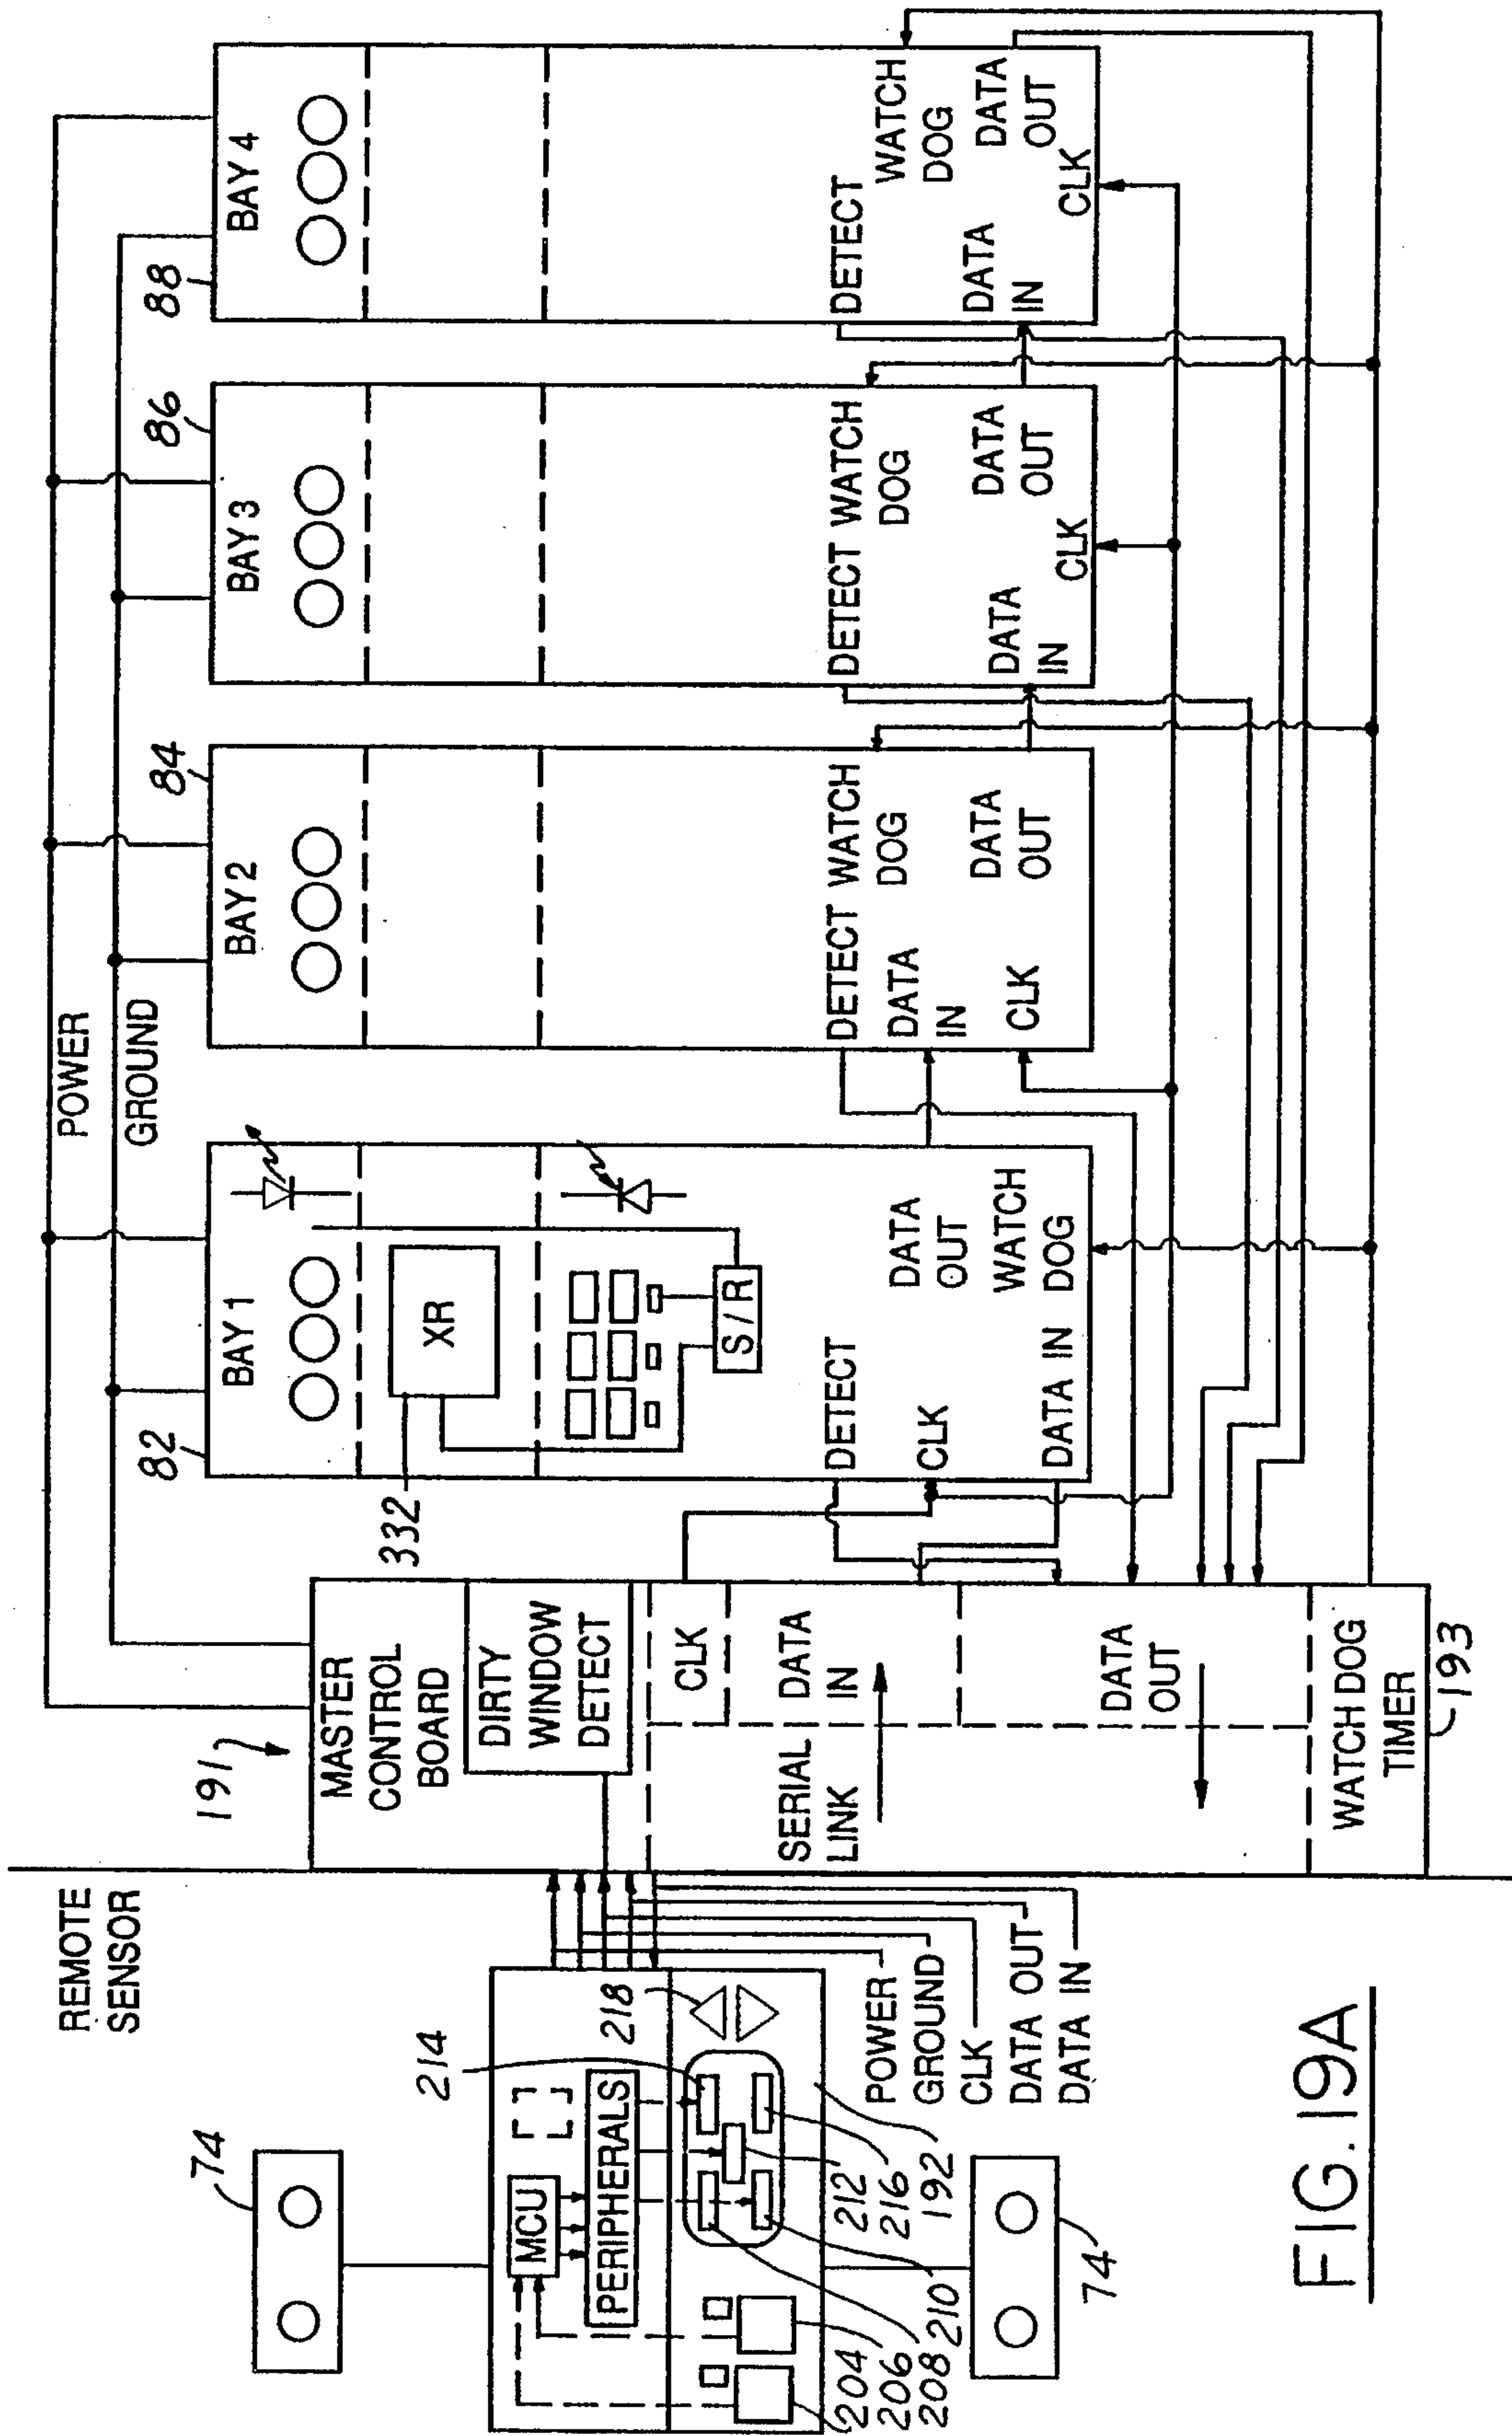 REMOTE
SENSOR
74
214
218
MCU
PERIPHERALS
204
206
208
210
212
216
192
74
POWER
GROUND
CLK
DATA OUT
DATA IN
191
MASTER
CONTROL
BOARD
DIRTY
WINDOW
DETECT
CLK
SERIAL DATA
LINK IN
DATA
OUT
WATCH DOG
TIMER
193
POWER
GROUND
82
BAY 1
332
XR
S / R
DETECT
CLK
DATA IN
DATA
OUT
WATCH
DOG
84
BAY 2
DETECT WATCH
DOG
DATA
IN
DATA
OUT
CLK
86
BAY 3
DETECT WATCH
DOG
DATA
IN
DATA
OUT
CLK
88
BAY 4
DETECT
WATCH
DOG
DATA
IN
DATA
OUT
CLK
FIG. 19A